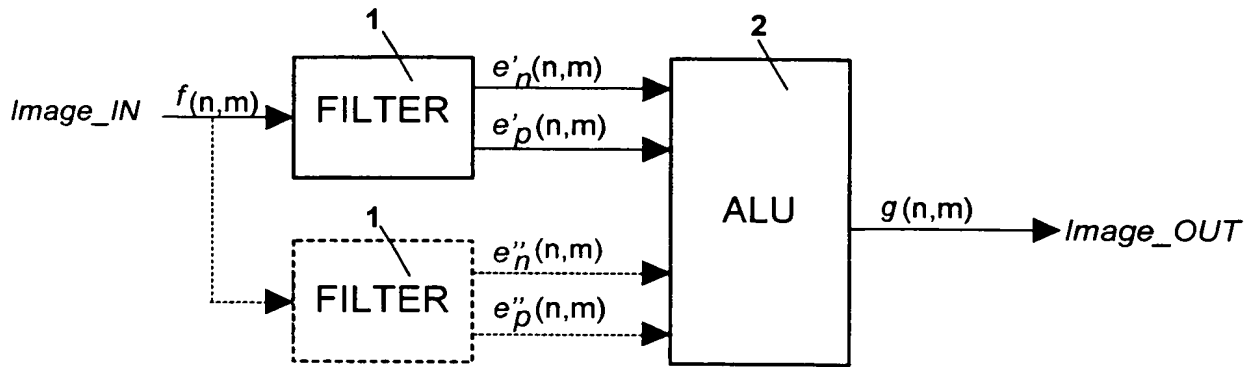 1
2
Image_IN
f(n,m)
FILTER
e'n(n,m)
e'p(n,m)
ALU
g(n,m)
Image_OUT
1
FILTER
e''n(n,m)
e''p(n,m)